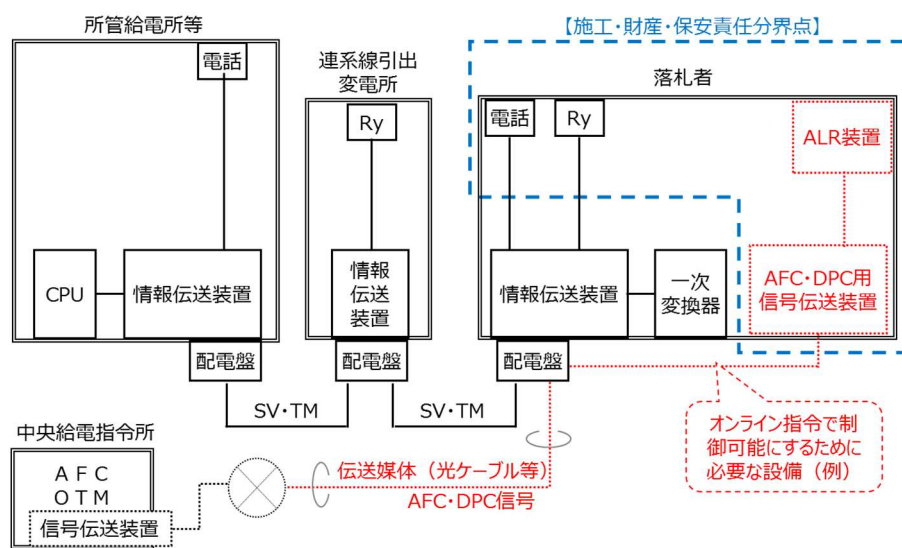 所管給電所等
電話
CPU
情報伝送装置
配電盤
連系線引出
変電所
Ry
情報
伝送
装置
配電盤
【施工・財産・保安責任分界点】
落札者
電話
Ry
ALR装置
情報伝送装置
一次
変換器
AFC・DPC用
信号伝送装置
配電盤
SV・TM
SV・TM
オンライン指令で制
御可能にするために
必要な設備（例）
中央給電指令所
ＡＦＣ
ＯＴＭ
信号伝送装置
伝送媒体（光ケーブル等）
AFC・DPC信号